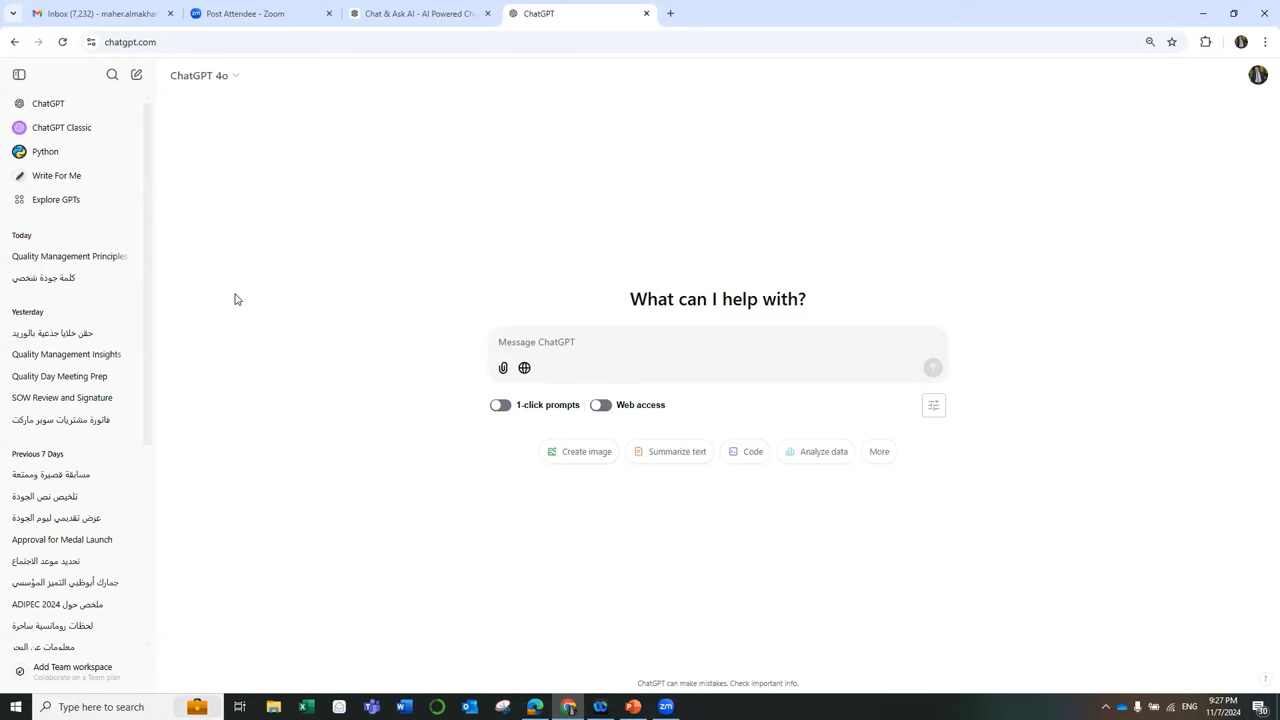 Inbox (7,232) - maher.almakhar
Post Attendee - Zoom
Chat & Ask AI - AI Powered Ch
ChatGPT
chatgpt.com
ChatGPT 4o
ChatGPT
ChatGPT Classic
Python
Write For Me
Explore GPTs
Today
Quality Management Principles
كلمة جودة شخصي
Yesterday
حقن خلايا جذعية بالوريد
Quality Management Insights
Quality Day Meeting Prep
SOW Review and Signature
فاتورة مشتريات سوبر ماركت
Previous 7 Days
مسابقة قصيرة وممتعة
تلخيص نص الجودة
عرض تقديمي ليوم الجودة
Approval for Medal Launch
تحديد موعد الاجتماع
جمارك أبوظبي التميز المؤسسي
ملخص حول ADIPEC 2024
لحظات رومانسية ساحرة
معلومات عن البحر
Add Team workspace
Collaborate on a Team plan
What can I help with?
Message ChatGPT
1-click prompts
Web access
Create image
Summarize text
Code
Analyze data
More
ChatGPT can make mistakes. Check important info.
?
Type here to search
ENG
9:27 PM
11/7/2024